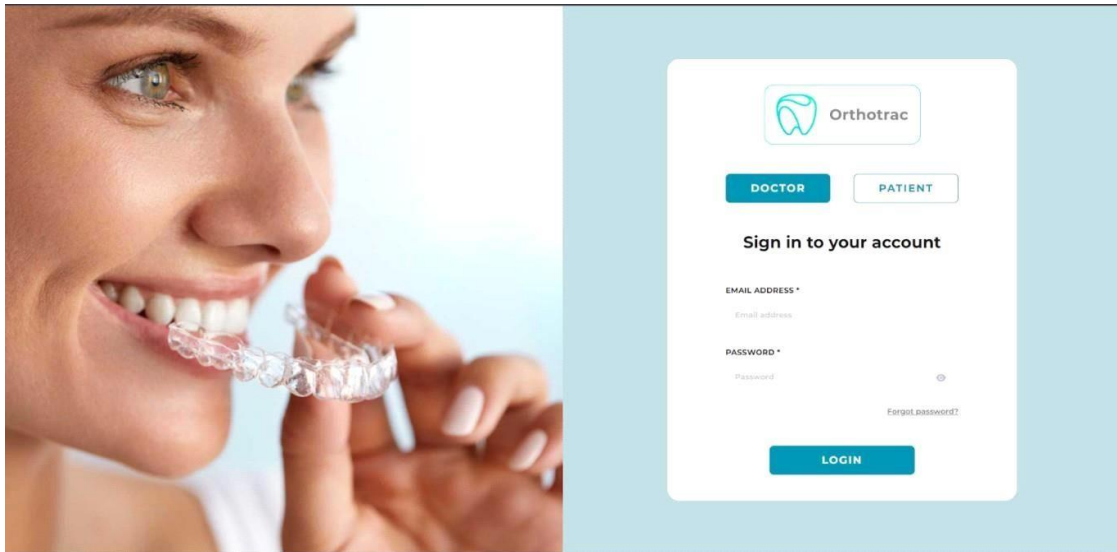 Orthotrac
DOCTOR PATIENT
Sign in to your account
EMAIL ADDRESS *
Email address
PASSWORD *
Password
Forgot password?
LOGIN